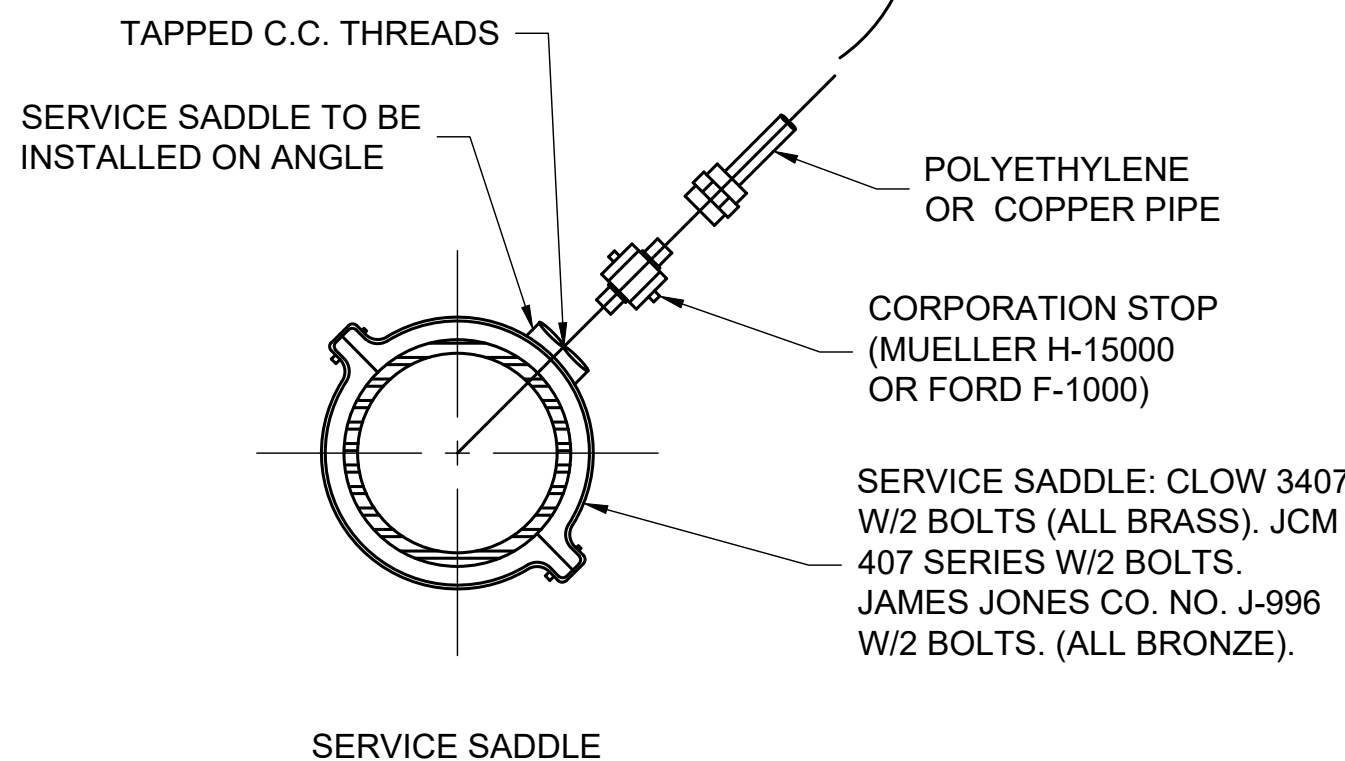 TAPPED C.C. THREADS
SERVICE SADDLE TO BE
INSTALLED ON ANGLE
POLYETHYLENE
OR COPPER PIPE
CORPORATION STOP
(MUELLER H-15000
OR FORD F-1000)
SERVICE SADDLE: CLOW 3407
W/2 BOLTS (ALL BRASS). JCM
407 SERIES W/2 BOLTS.
JAMES JONES CO. NO. J-996
W/2 BOLTS. (ALL BRONZE).
SERVICE SADDLE